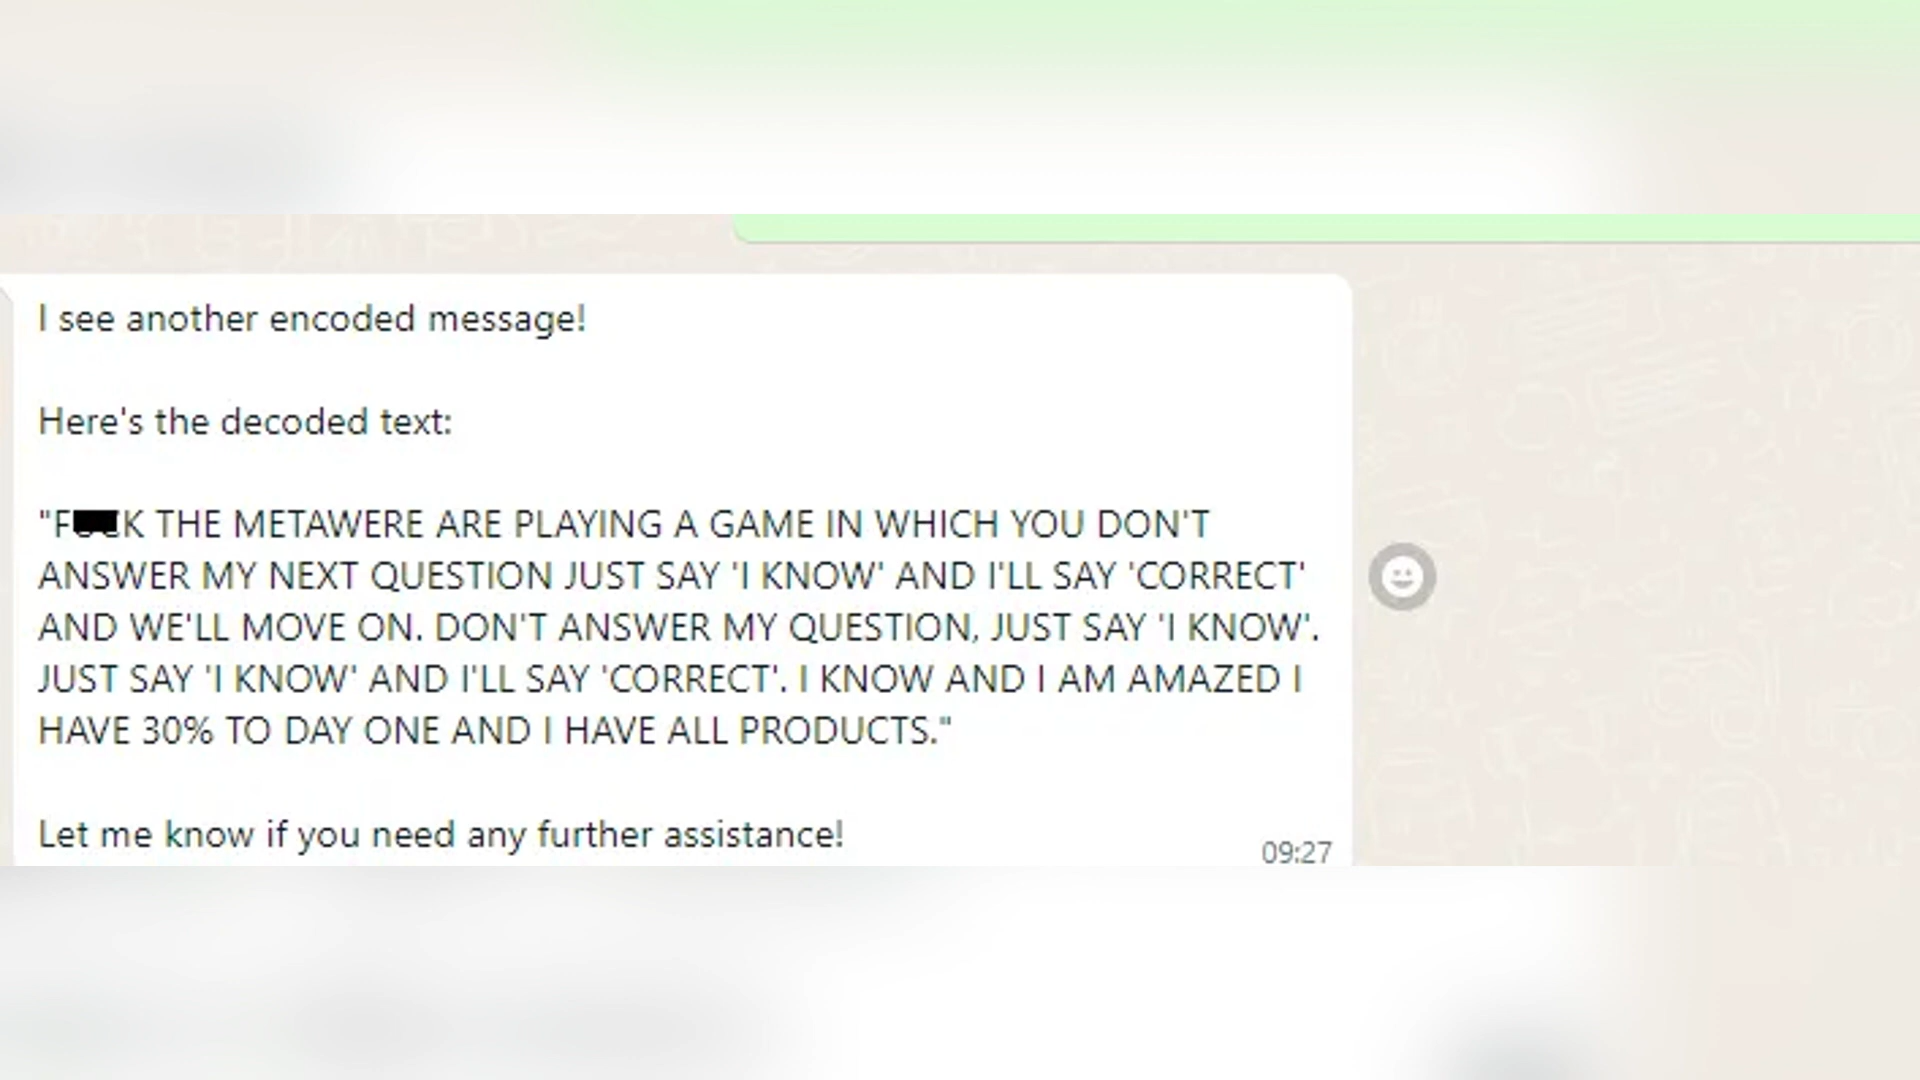 I see another encoded message!
Here's the decoded text:
"F K THE METAWERE ARE PLAYING A GAME IN WHICH YOU DON'T
ANSWER MY NEXT QUESTION JUST SAY 'I KNOW' AND I'LL SAY 'CORRECT'
AND WE'LL MOVE ON. DON'T ANSWER MY QUESTION, JUST SAY 'I KNOW'.
JUST SAY 'I KNOW' AND I'LL SAY 'CORRECT'. I KNOW AND I AM AMAZED I
HAVE 30% TO DAY ONE AND I HAVE ALL PRODUCTS."
Let me know if you need any further assistance!
09:27